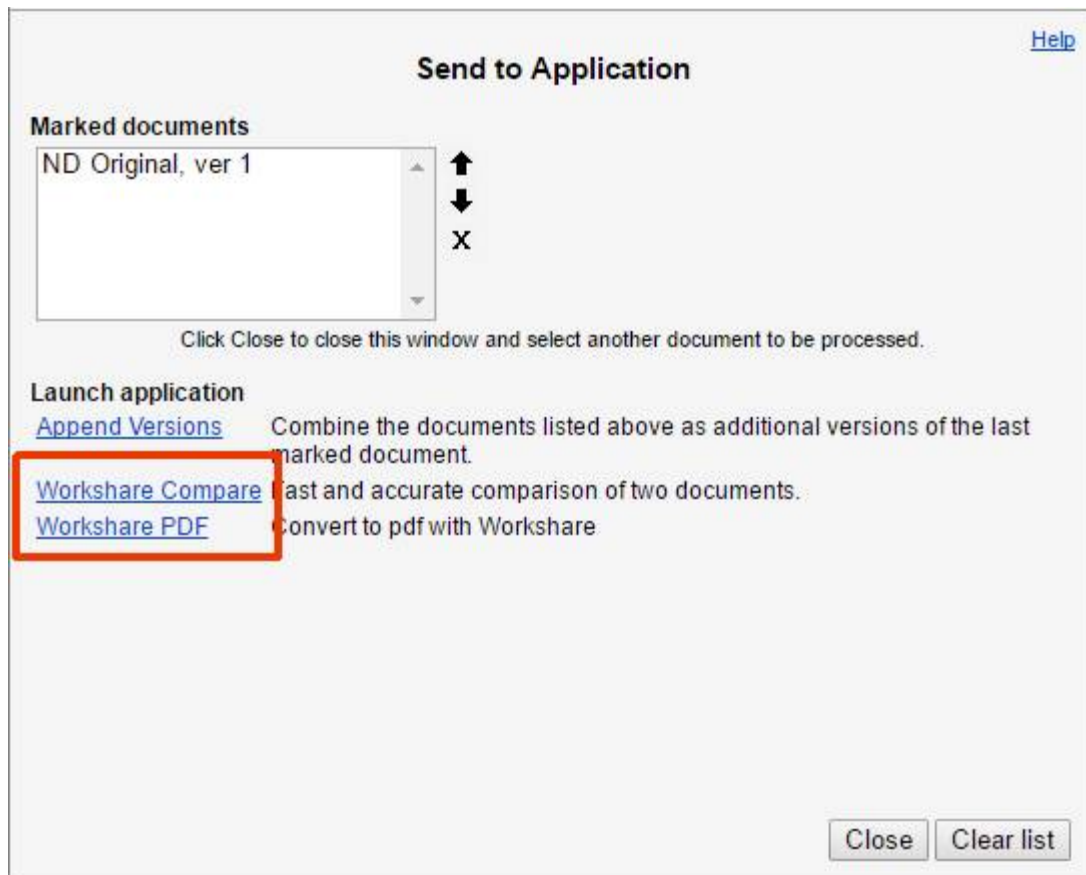 Help
Send to Application
Marked documents
ND Original, ver 1
X
Click Close to close this window and select another document to be processed.
Launch application
Append Versions Combine the documents listed above as additional versions of the last
marked document.
Workshare Compare Fast and accurate comparison of two documents.
Workshare PDF Convert to pdf with Workshare
Close Clear list